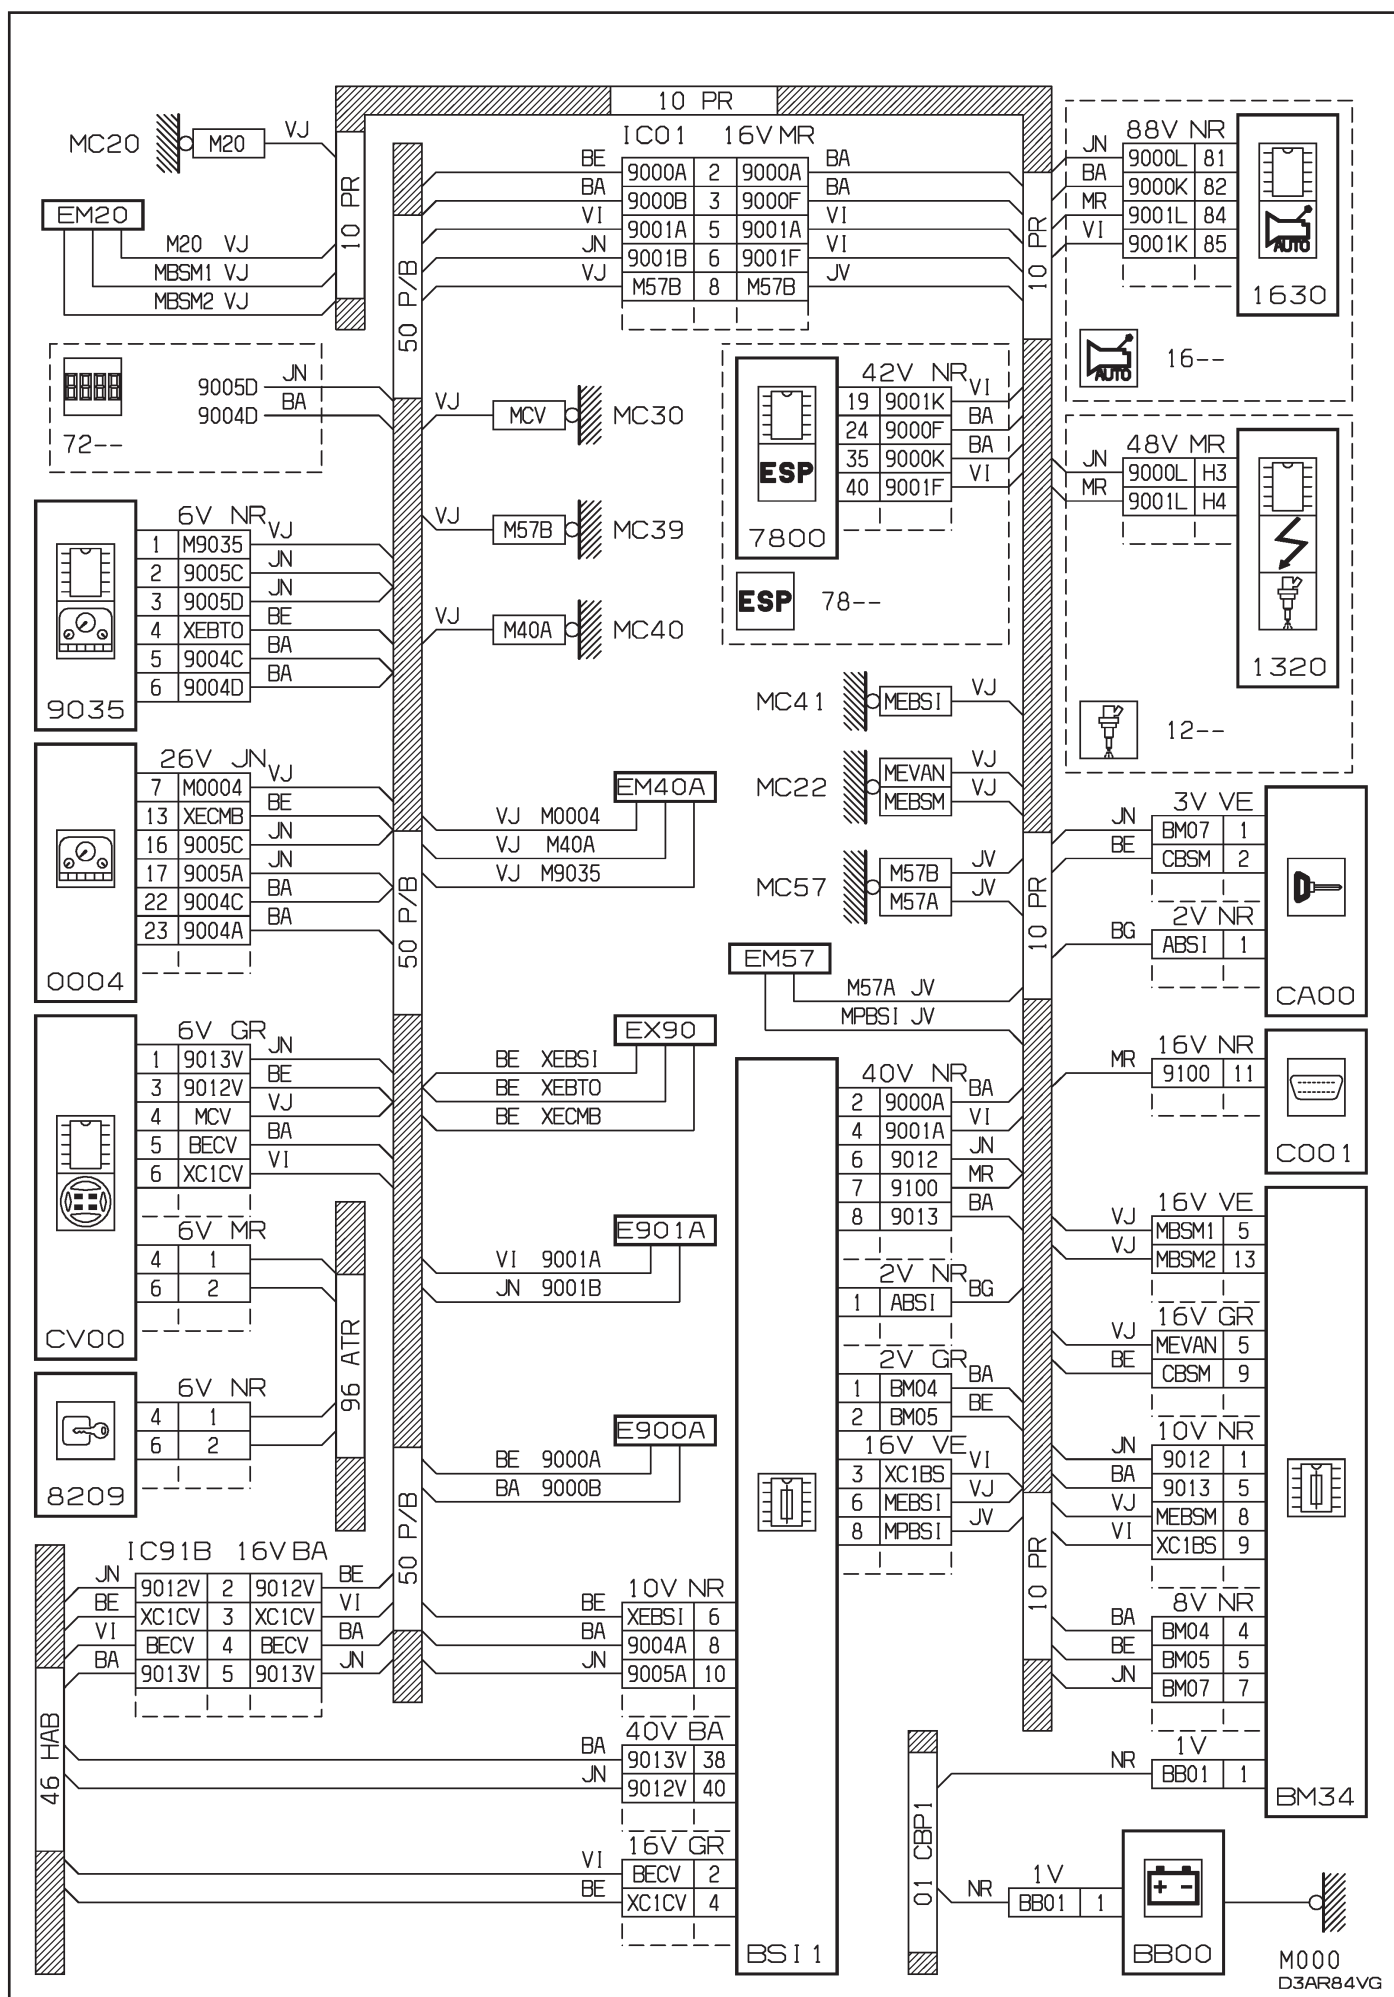 10 PR
MC20 M20 VJ
EM20
M20 VJ
MBSM1 VJ
MBSM2 VJ
10 PR
72--
9005D JN
9004D BA
50 P/B
IC01 16V MR
BE 9000A 2 9000A BA
BA 9000B 3 9000F BA
VI 9001A 5 9001A VI
JN 9001B 6 9001F VI
VJ M57B 8 M57B JV
10 PR
88V NR
JN 9000L 81
BA 9000K 82
MR 9001L 84
VI 9001K 85
AUTO
1630
AUTO
16--
VJ MCV MC30
VJ M57B MC39
VJ M40A MC40
42V NR
19 9001K VI
24 9000F BA
35 9000K BA
40 9001F VI
ESP
7800
ESP 78--
48V MR
JN 9000L H3
MR 9001L H4
1320
12--
6V NR
1 M9035 VJ
2 9005C JN
3 9005D JN
4 XEBTO BE
5 9004C BA
6 9004D BA
9035
MC41 MEBSI VJ
MC22 MEVAN VJ
MEBSM VJ
MC57 M57B JV
M57A JV
26V JN
7 M0004 VJ
13 XECMB BE
16 9005C JN
17 9005A JN
22 9004C BA
23 9004A BA
0004
EM40A
VJ M0004
VJ M40A
VJ M9035
50 P/B
10 PR
3V VE
JN BM07 1
BE CBSM 2
2V NR
BG ABSI 1
CA00
EM57
M57A JV
MPBSI JV
6V GR
1 9013V JN
3 9012V BE
4 MCV VJ
5 BECV BA
6 XC1CV VI
6V MR
4 1
6 2
CV00
EX90
BE XEBSI
BE XEBTO
BE XECMB
16V NR
MR 9100 11
C001
40V NR
2 9000A BA
4 9001A VI
6 9012 JN
7 9100 MR
8 9013 BA
2V NR
1 ABSI BG
2V GR
1 BM04 BA
2 BM05 BE
16V VE
3 XC1BS VI
6 MEBSI VJ
8 MPBSI JV
E901A
VI 9001A
JN 9001B
96 ATR
6V NR
4 1
6 2
8209
E900A
BE 9000A
BA 9000B
50 P/B
16V VE
VJ MBSM1 5
VJ MBSM2 13
16V GR
VJ MEVAN 5
BE CBSM 9
10V NR
JN 9012 1
BA 9013 5
VJ MEBSM 8
VI XC1BS 9
10 PR
8V NR
BA BM04 4
BE BM05 5
JN BM07 7
1V
NR BB01 1
BM34
IC91B 16V BA
JN 9012V 2 9012V BE
BE XC1CV 3 XC1CV VI
VI BECV 4 BECV BA
BA 9013V 5 9013V JN
46 HAB
10V NR
BE XEBSI 6
BA 9004A 8
JN 9005A 10
40V BA
BA 9013V 38
JN 9012V 40
16V GR
VI BECV 2
BE XC1CV 4
BSI1
01 CBP1
1V
NR BB01 1
+ -
BB00
M000
D3AR84VG